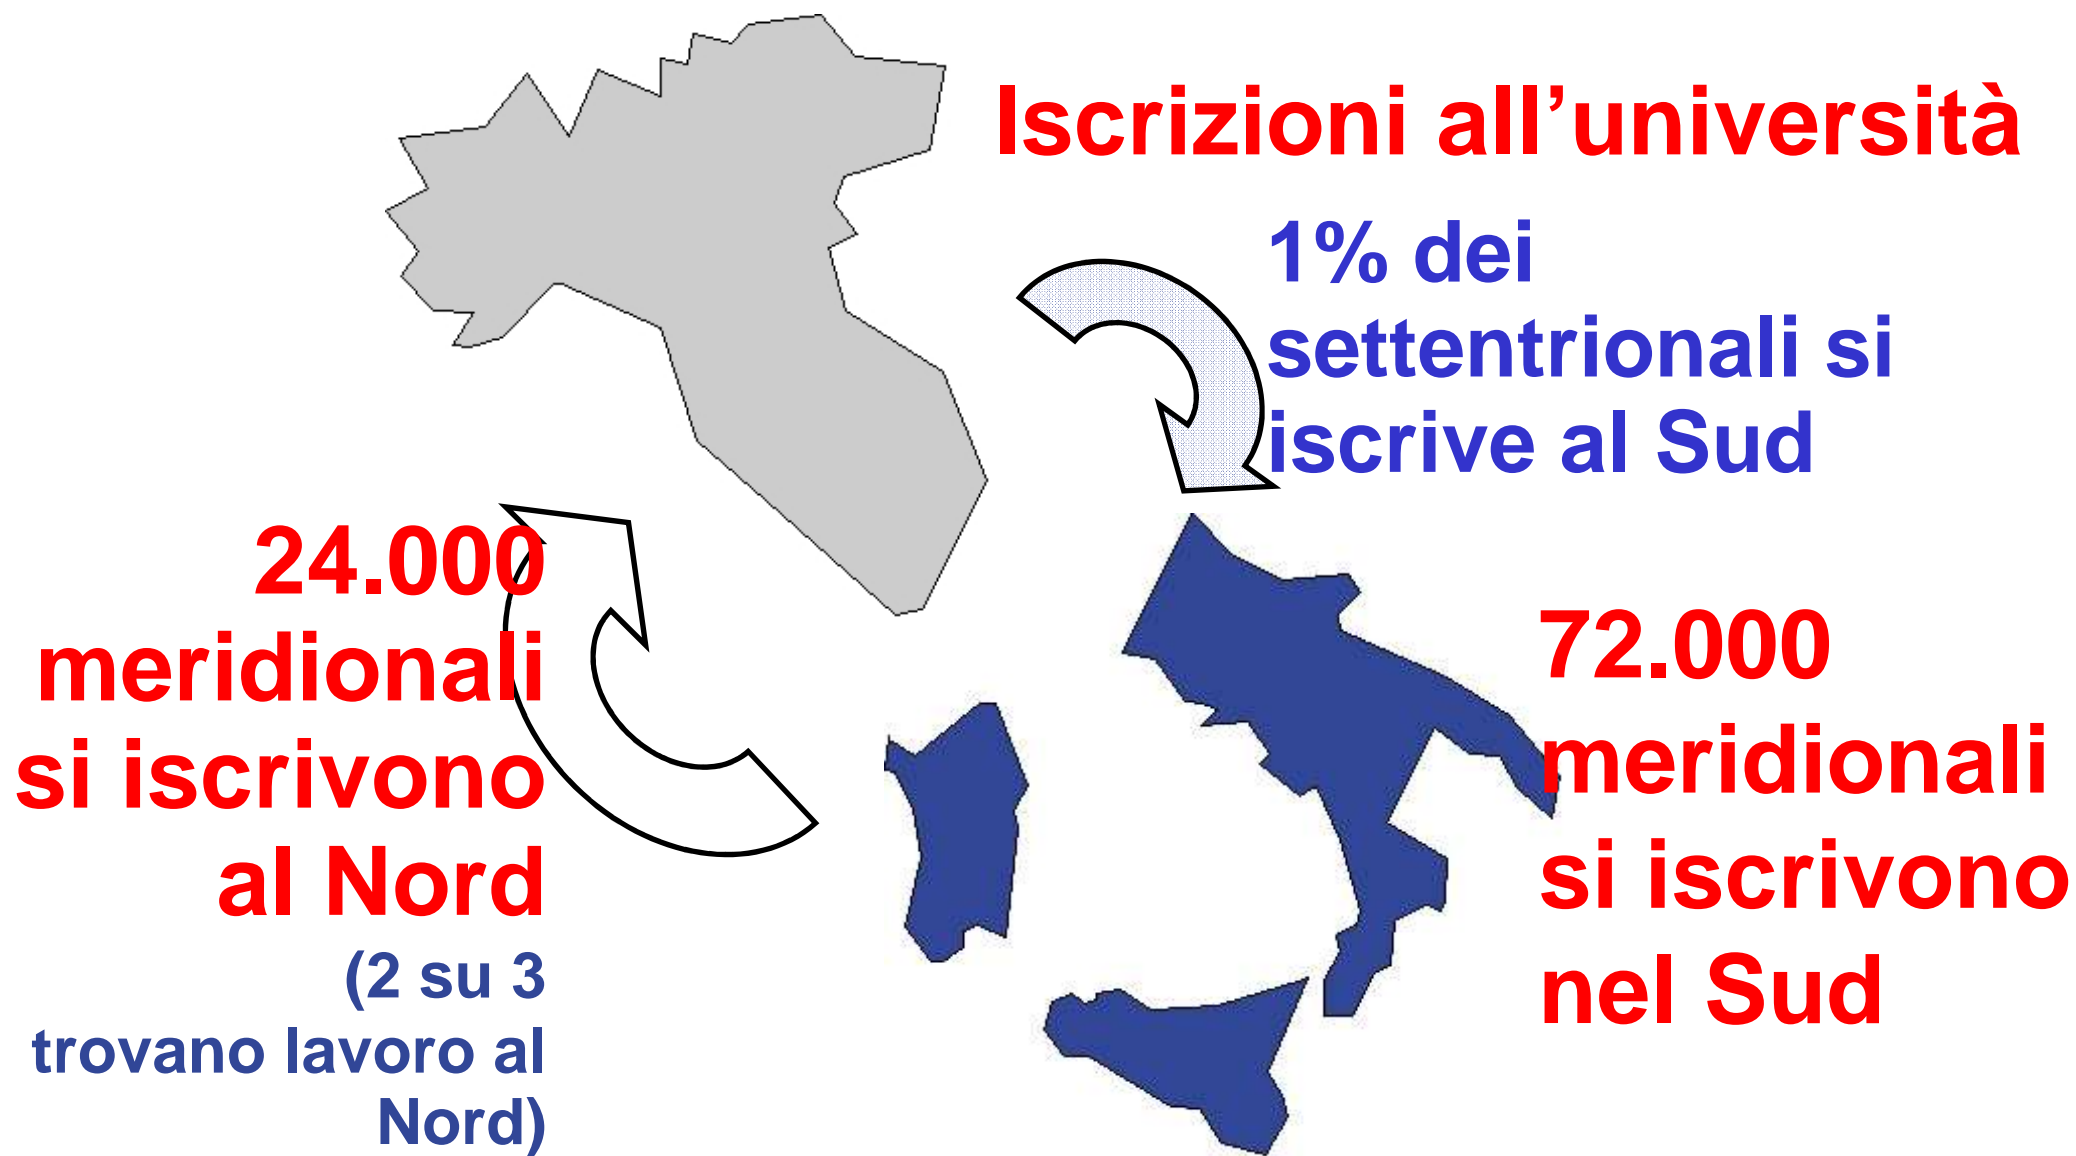 Iscrizioni all’università
1% dei
settentrionali si
iscrive al Sud
24.000
meridionali
si iscrivono
al Nord
(2 su 3
trovano lavoro al
Nord)
72.000
meridionali
si iscrivono
nel Sud